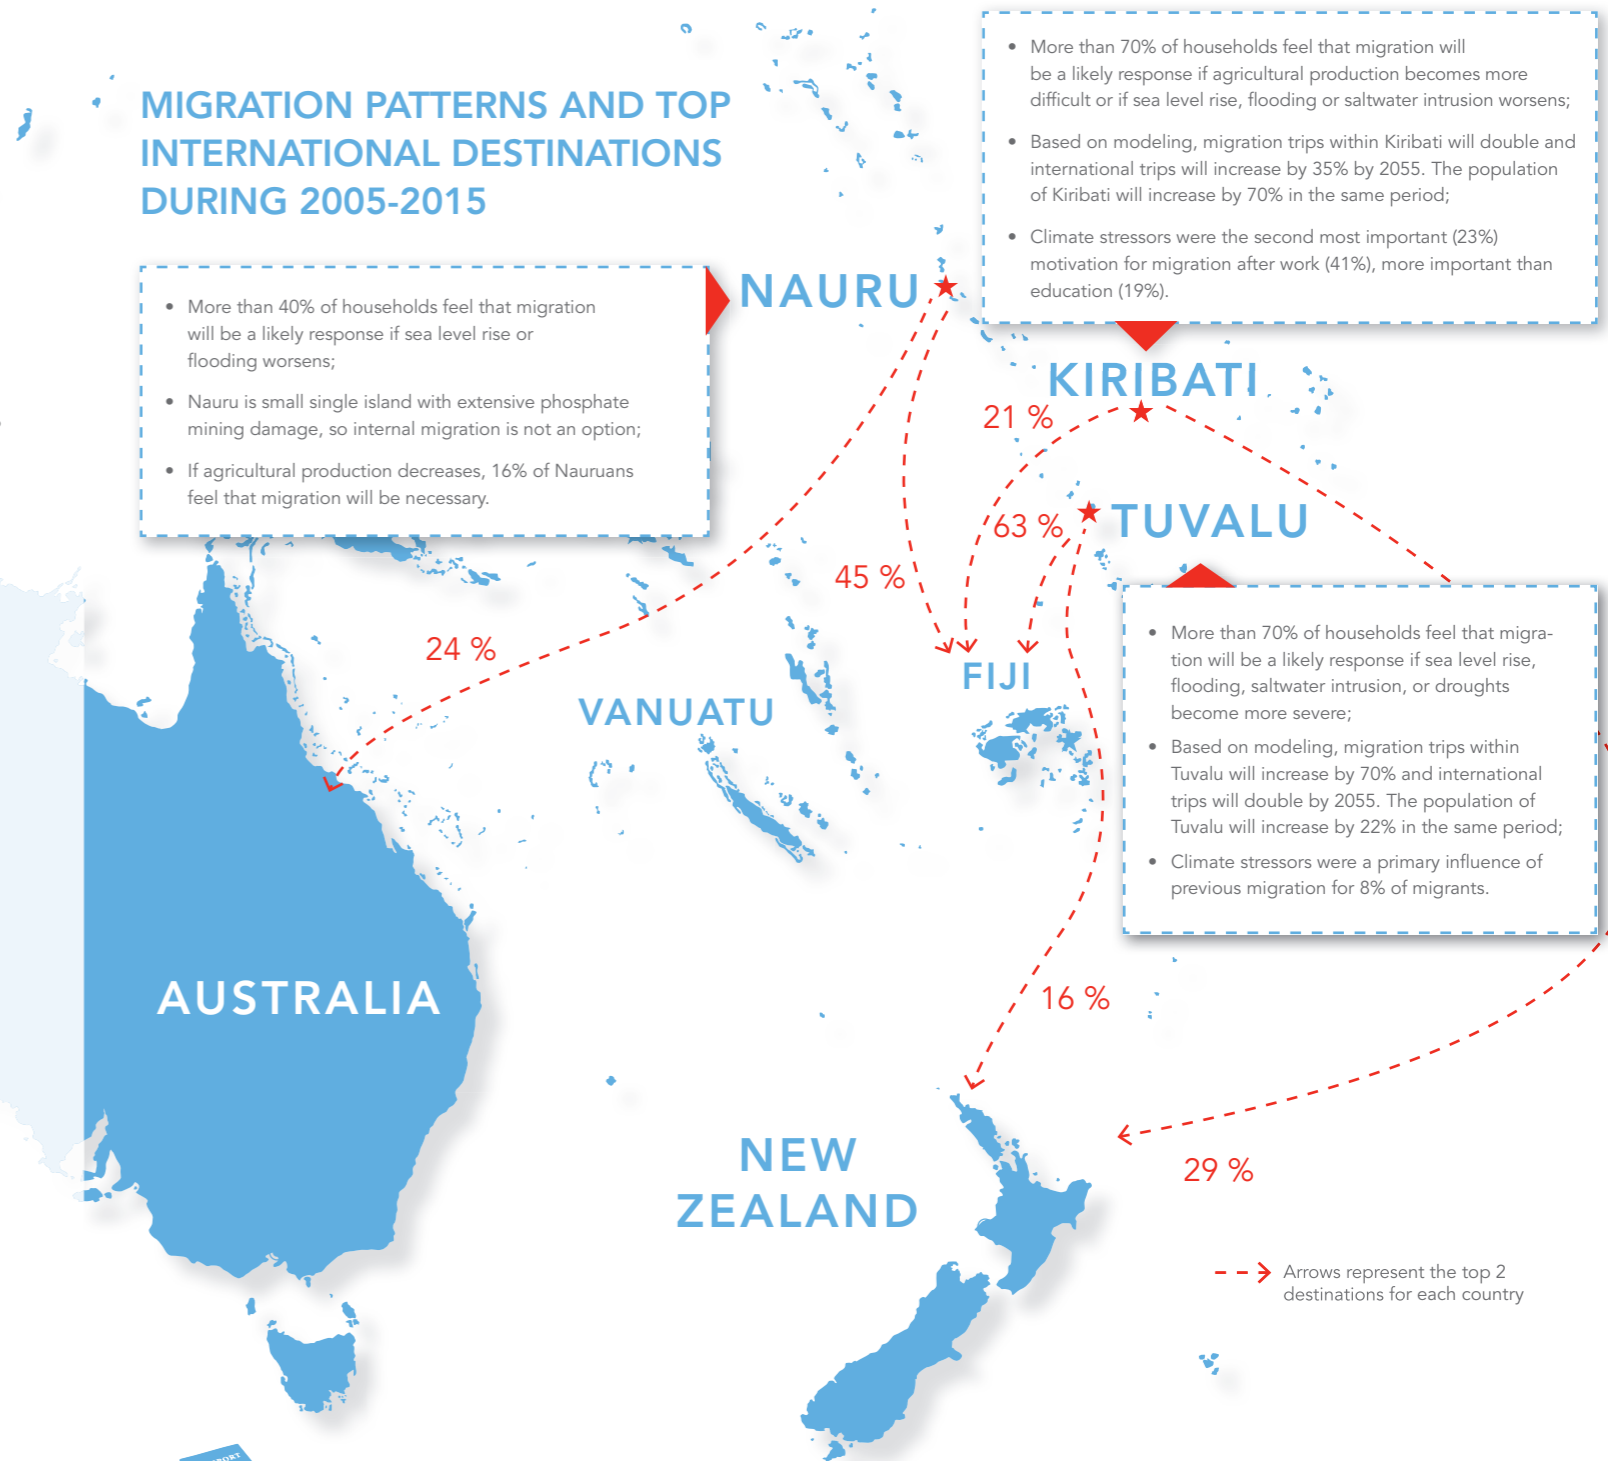 MIGRATION PATTERNS AND TOP
INTERNATIONAL DESTINATIONS
DURING 2005-2015
• More than 70% of households feel that migration will
be a likely response if agricultural production becomes more
difficult or if sea level rise, flooding or saltwater intrusion worsens;
• Based on modeling, migration trips within Kiribati will double and
international trips will increase by 35% by 2055. The population
of Kiribati will increase by 70% in the same period;
• Climate stressors were the second most important (23%)
motivation for migration after work (41%), more important than
education (19%).
NAURU
• More than 40% of households feel that migration
will be a likely response if sea level rise or
flooding worsens;
• Nauru is small single island with extensive phosphate
mining damage, so internal migration is not an option;
• If agricultural production decreases, 16% of Nauruans
feel that migration will be necessary.
KIRIBATI
21 %
63 %
TUVALU
45 %
24 %
FIJI
VANUATU
• More than 70% of households feel that migra-
tion will be a likely response if sea level rise,
flooding, saltwater intrusion, or droughts
become more severe;
• Based on modeling, migration trips within
Tuvalu will increase by 70% and international
trips will double by 2055. The population of
Tuvalu will increase by 22% in the same period;
• Climate stressors were a primary influence of
previous migration for 8% of migrants.
AUSTRALIA
16 %
NEW
ZEALAND
29 %
Arrows represent the top 2
destinations for each country